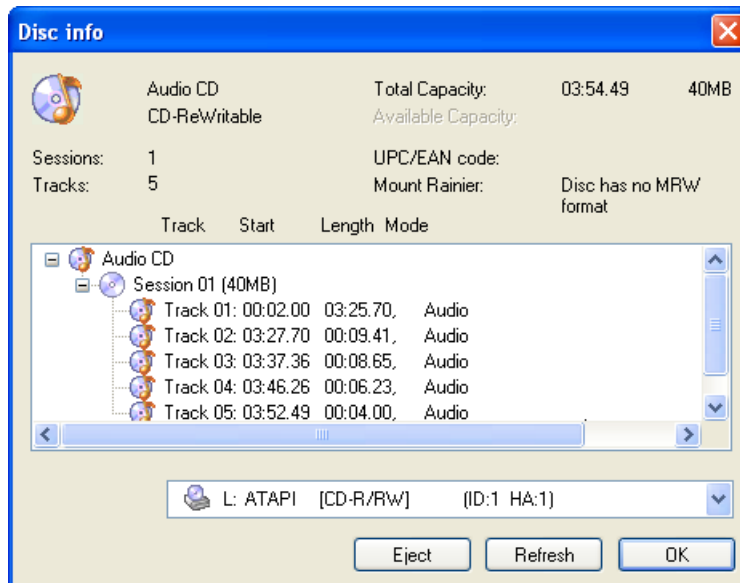 Disc info
Audio CD Total Capacity: 03:54.49 40MB
CD-ReWritable Available Capacity:
Sessions: 1 UPC/EAN code:
Tracks: 5 Mount Rainier: Disc has no MRW
format
Track Start Length Mode
Audio CD
Session 01 (40MB)
Track 01: 00:02.00 03:25.70, Audio
Track 02: 03:27.70 00:09.41, Audio
Track 03: 03:37.36 00:08.65, Audio
Track 04: 03:46.26 00:06.23, Audio
Track 05: 03:52.49 00:04.00, Audio
L: ATAPI [CD-R/RW] (ID:1 HA:1)
Eject Refresh OK